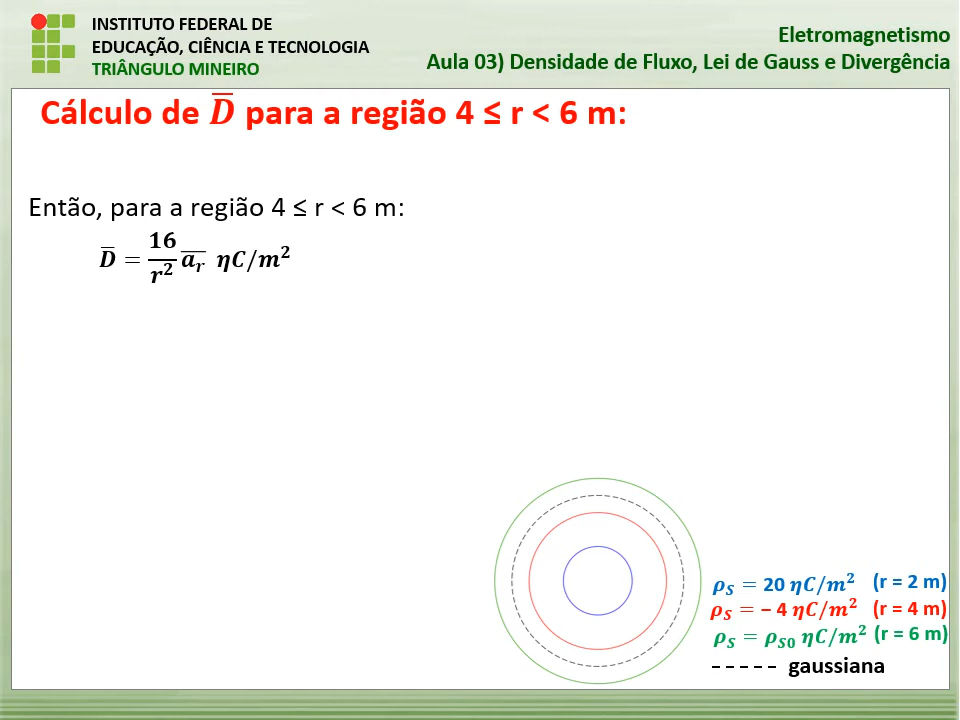 INSTITUTO FEDERAL DE
EDUCAÇÃO, CIÊNCIA E TECNOLOGIA
TRIÂNGULO MINEIRO
Eletromagnetismo
Aula 03) Densidade de Fluxo, Lei de Gauss e Divergência
Cálculo de D̅ para a região 4 ≤ r < 6 m:
Então, para a região 4 ≤ r < 6 m:
D̅ = 16/r² a̅ᵣ ηC/m²
ρ_S = 20 ηC/m² (r = 2 m)
ρ_S = – 4 ηC/m² (r = 4 m)
ρ_S = ρ_S0 ηC/m² (r = 6 m)
----- gaussiana